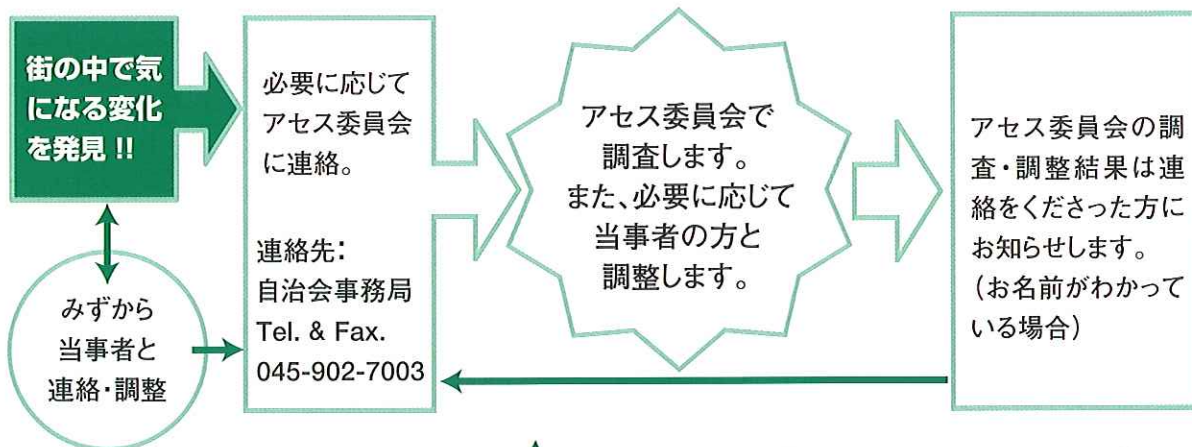 街の中で気
になる変化
を発見!!
みずから
当事者と
連絡・調整
必要に応じて
アセス委員会
に連絡。
連絡先：
自治会事務局
Tel. & Fax.
045-902-7003
アセス委員会で
調査します。
また、必要に応じて
当事者の方と
調整します。
アセス委員会の調
査・調整結果は連
絡をくださった方に
お知らせします。
（お名前がわかって
いる場合）